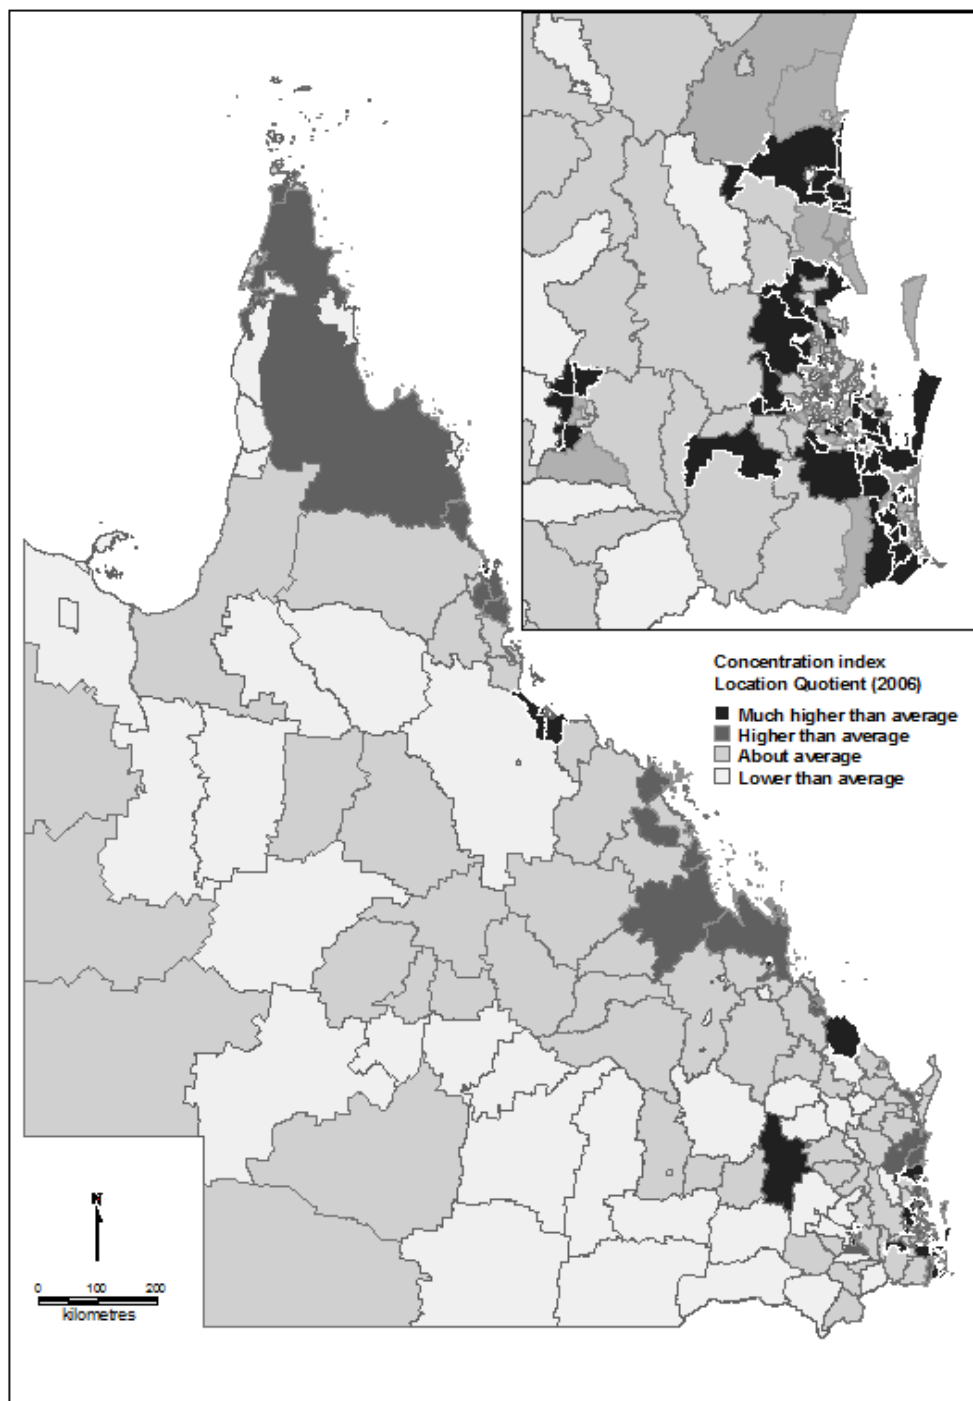 Concentration index
Location Quotient (2006)
Much higher than average
Higher than average
About average
Lower than average
N
0 100 200
kilometres